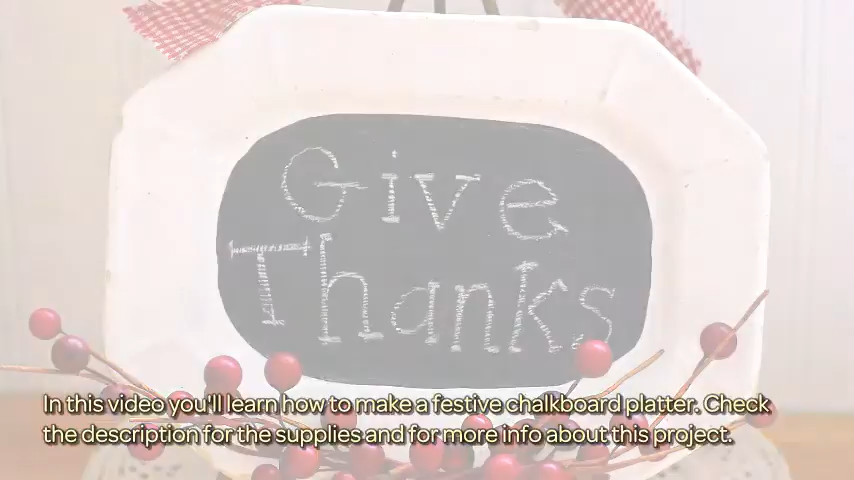 Give
Thanks
In this video you'll learn how to make a festive chalkboard platter. Check
the description for the supplies and for more info about this project.